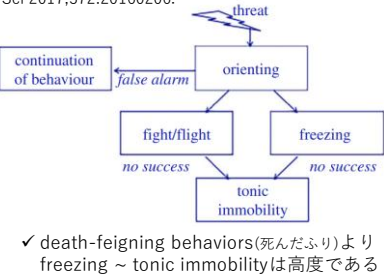 Sci 2017;372:20160206.
threat
continuation
of behaviour
false alarm
orienting
fight/flight
freezing
no success
no success
tonic
immobility
✓ death-feigning behaviors(死んだふり)より
freezing ~ tonic immobilityは高度である